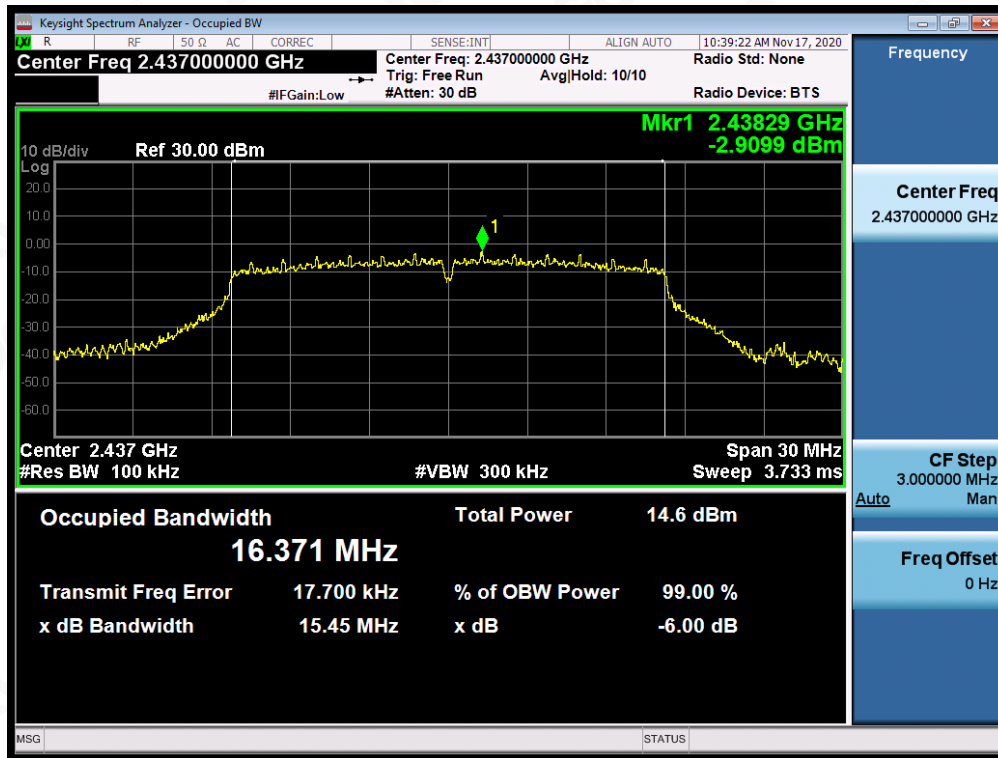 Keysight Spectrum Analyzer - Occupied BW
LXI R RF 50 Ω AC CORREC SENSE:INT ALIGN AUTO 10:39:22 AM Nov 17, 2020
Center Freq 2.437000000 GHz
Center Freq: 2.437000000 GHz
Radio Std: None
Trig: Free Run Avg|Hold: 10/10
#IFGain:Low
#Atten: 30 dB
Radio Device: BTS
Mkr1 2.43829 GHz
-2.9099 dBm
10 dB/div Ref 30.00 dBm
Log
20.0
10.0
0.00
-10.0
-20.0
-30.0
-40.0
-50.0
-60.0
1
Center 2.437 GHz
Span 30 MHz
#Res BW 100 kHz
#VBW 300 kHz
Sweep 3.733 ms
Occupied Bandwidth
Total Power 14.6 dBm
16.371 MHz
Transmit Freq Error 17.700 kHz
% of OBW Power 99.00 %
x dB Bandwidth 15.45 MHz
x dB -6.00 dB
Frequency
Center Freq
2.437000000 GHz
CF Step
3.000000 MHz
Auto Man
Freq Offset
0 Hz
MSG
STATUS